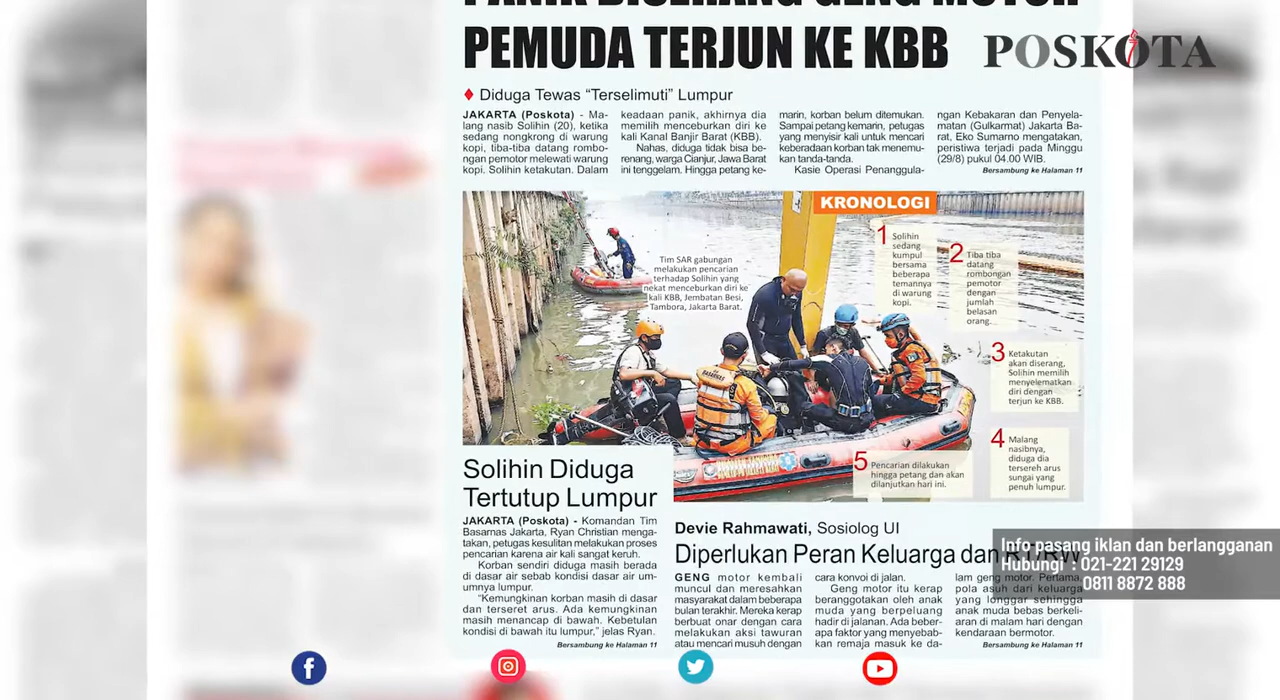 PANIK DISERANG GENG MOTOR
PEMUDA TERJUN KE KBB
POSKOTA
Diduga Tewas “Terselimuti” Lumpur
JAKARTA (Poskota) - Ma-
lang nasib Solihin (20), ketika
sedang nongkrong di warung
kopi, tiba-tiba datang rombo-
ngan pemotor melewati warung
kopi. Solihin ketakutan. Dalam
keadaan panik, akhirnya dia
memilih menceburkan diri ke
kali Kanal Banjir Barat (KBB).
Nahas, diduga tidak bisa be-
renang, warga Cianjur, Jawa Barat
ini tenggelam. Hingga petang ke-
marin, korban belum ditemukan.
Sampai petang kemarin, petugas
yang menyisir kali untuk mencari
keberadaan korban tak menemu-
kan tanda-tanda.
Kasie Operasi Penanggula-
ngan Kebakaran dan Penyela-
matan (Gulkarmat) Jakarta Ba-
rat, Eko Sumarno mengatakan,
peristiwa terjadi pada Minggu
(29/8) pukul 04.00 WIB.
Bersambung ke Halaman 11
KRONOLOGI
Tim SAR gabungan
melakukan pencarian
terhadap Solihin yang
nekat menceburkan diri ke
kali KBB, Jembatan Besi,
Tambora, Jakarta Barat.
1 Solihin
sedang
kumpul
bersama
beberapa
temannya
di warung
kopi.
2 Tiba tiba
datang
rombongan
pemotor
dengan
jumlah
belasan
orang.
3 Ketakutan
akan diserang,
Solihin memilih
menyelematkan
diri dengan
terjun ke KBB.
4 Malang
nasibnya,
diduga dia
tersereh arus
sungai yang
penuh lumpur.
5 Pencarian dilakukan
hingga petang dan akan
dilanjutkan hari ini.
BASARNAS
Solihin Diduga
Tertutup Lumpur
JAKARTA (Poskota) - Komandan Tim
Basarnas Jakarta, Ryan Christian menga-
takan, petugas kesulitan melakukan proses
pencarian karena air kali sangat keruh.
Korban sendiri diduga masih berada
di dasar air sebab kondisi dasar air um-
umnya lumpur.
“Kemungkinan korban masih di dasar
dan terseret arus. Ada kemungkinan
masih menancap di bawah. Kebetulan
kondisi di bawah itu lumpur,” jelas Ryan.
Bersambung ke Halaman 11
Devie Rahmawati, Sosiolog UI
Diperlukan Peran Keluarga dan RT/RW
GENG motor kembali
muncul dan meresahkan
masyarakat dalam beberapa
bulan terakhir. Mereka kerap
berbuat onar dengan cara
melakukan aksi tawuran
atau mencari musuh dengan
cara konvoi di jalan.
Geng motor itu kerap
beranggotakan oleh anak
muda yang berpeluang
hadir di jalanan. Ada beber-
apa faktor yang menyebab-
kan remaja masuk ke da-
lam geng motor. Pertama,
pola asuh dari keluarga
yang longgar sehingga
anak muda bebas berkeli-
aran di malam hari dengan
kendaraan bermotor.
Bersambung ke Halaman 11
Info pasang iklan dan berlangganan
Hubungi : 021-221 29129
0811 8872 888